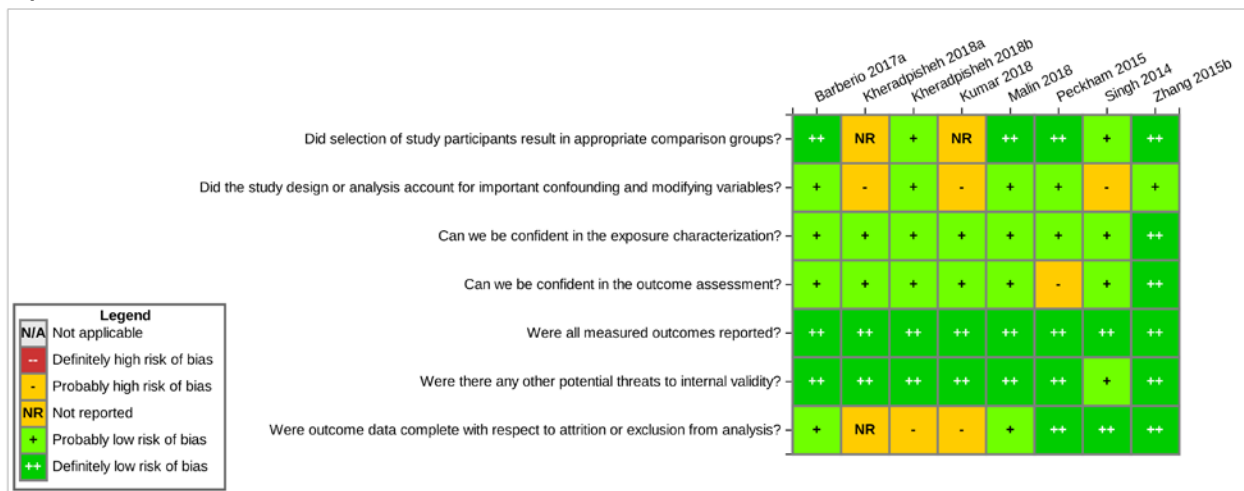 Barberio 2017a Kheradpisheh 2018a Kheradpisheh 2018b Kumar 2018 Malin 2018 Peckham 2015 Singh 2014 Zhang 2015b
Did selection of study participants result in appropriate comparison groups? ++ NR + NR ++ ++ + ++
Did the study design or analysis account for important confounding and modifying variables? + - + - + + - +
Can we be confident in the exposure characterization? + + + + + + + ++
Can we be confident in the outcome assessment? + + + + + - + ++
Were all measured outcomes reported? ++ ++ ++ ++ ++ ++ ++ ++
Were there any other potential threats to internal validity? ++ ++ ++ ++ ++ ++ + ++
Were outcome data complete with respect to attrition or exclusion from analysis? + NR - - + ++ ++ ++
Legend
N/A Not applicable
-- Definitely high risk of bias
- Probably high risk of bias
NR Not reported
+ Probably low risk of bias
++ Definitely low risk of bias